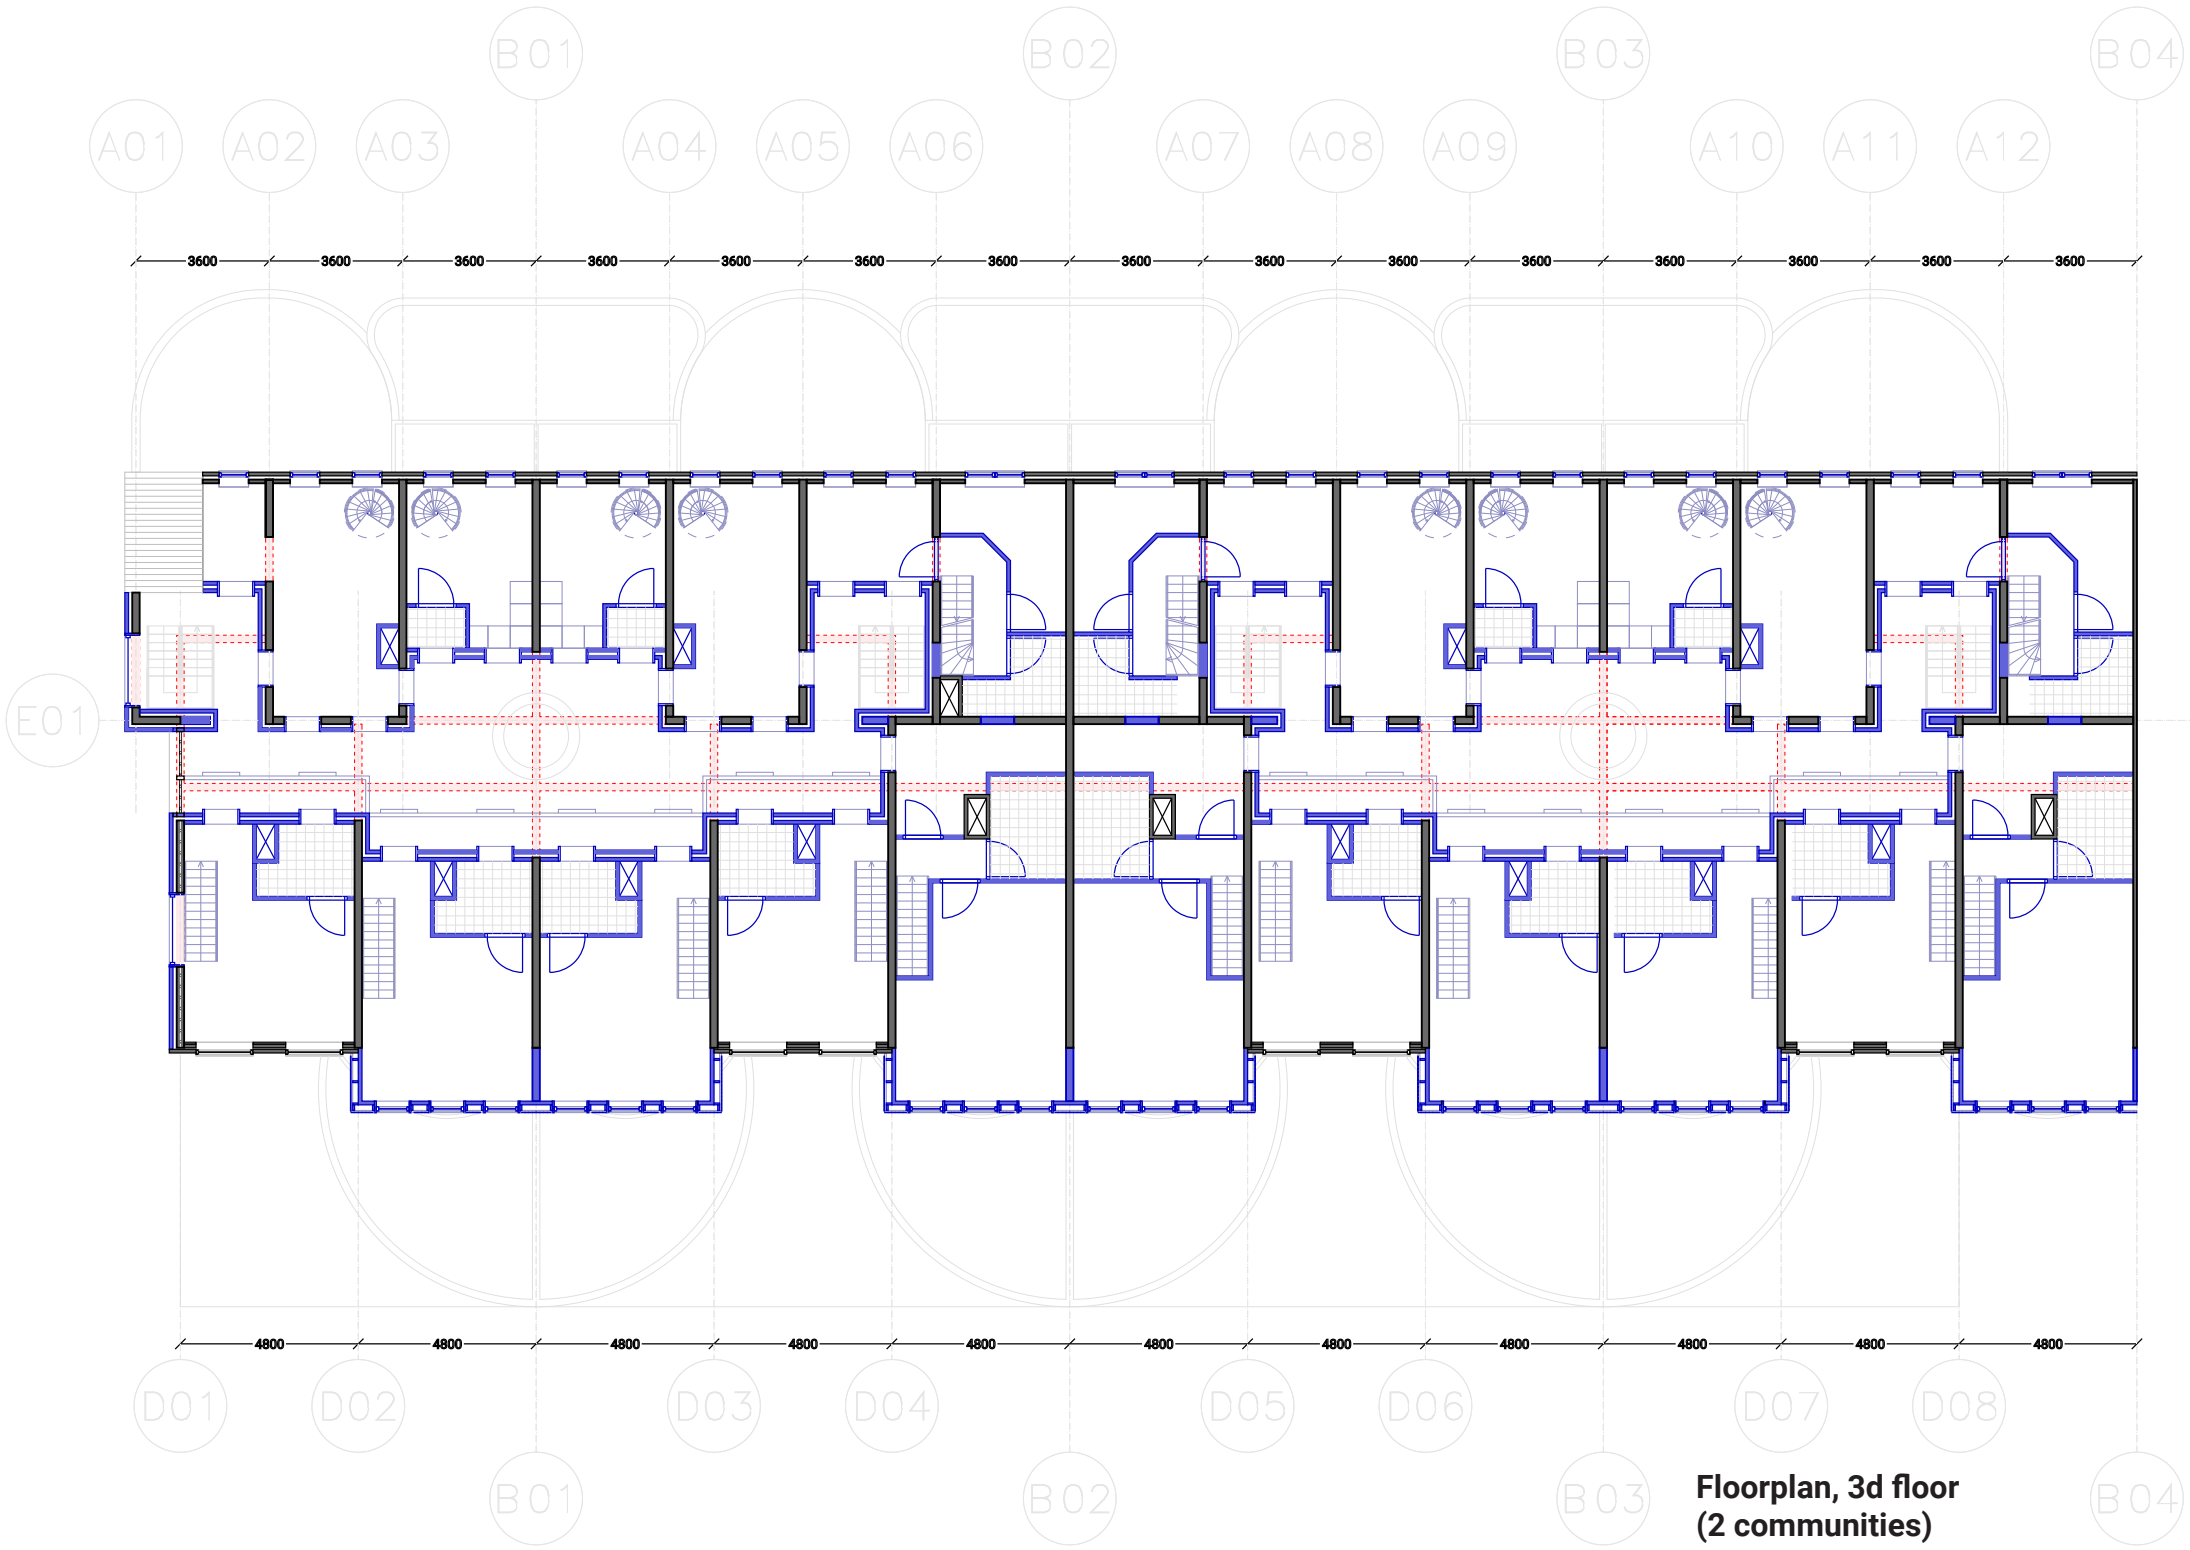 B01 B02 B03 B04
A01 A02 A03 A04 A05 A06 A07 A08 A09 A10 A11 A12
3600 3600 3600 3600 3600 3600 3600 3600 3600 3600 3600 3600 3600 3600 3600
E01
4800 4800 4800 4800 4800 4800 4800 4800 4800 4800 4800
D01 D02 D03 D04 D05 D06 D07 D08
B01 B02 B03 B04
Floorplan, 3d floor
(2 communities)